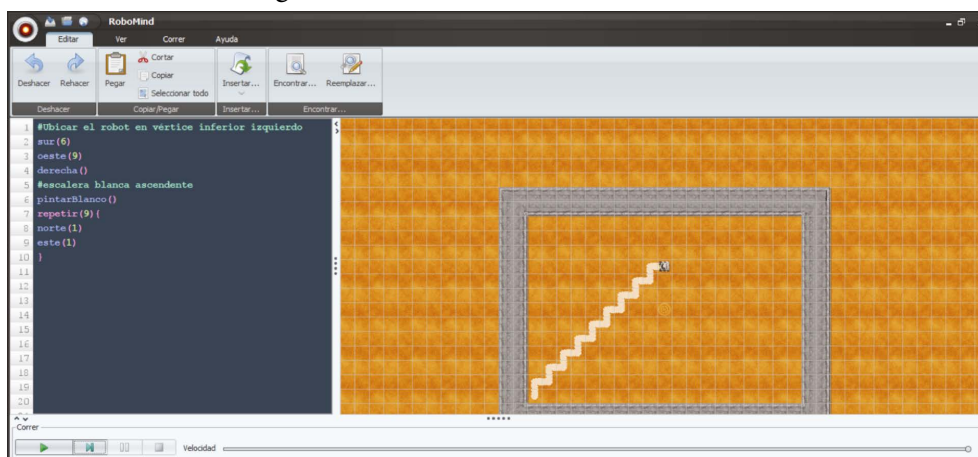 RoboMind
Editar Ver Correr Ayuda
Deshacer Rehacer Pegar Cortar Copiar Seleccionar todo Insertar... Encontrar... Reemplazar...
Deshacer Copiar/Pegar Insertar... Encontrar...
1 #Ubicar el robot en vértice inferior izquierdo
2 sur(6)
3 oeste(9)
4 derecha()
5 #escalera blanca ascendente
6 pintarBlanco()
7 repetir(9){
8 norte(1)
9 este(1)
10 }
11
12
13
14
15
16
17
18
19
20
Correr
Velocidad